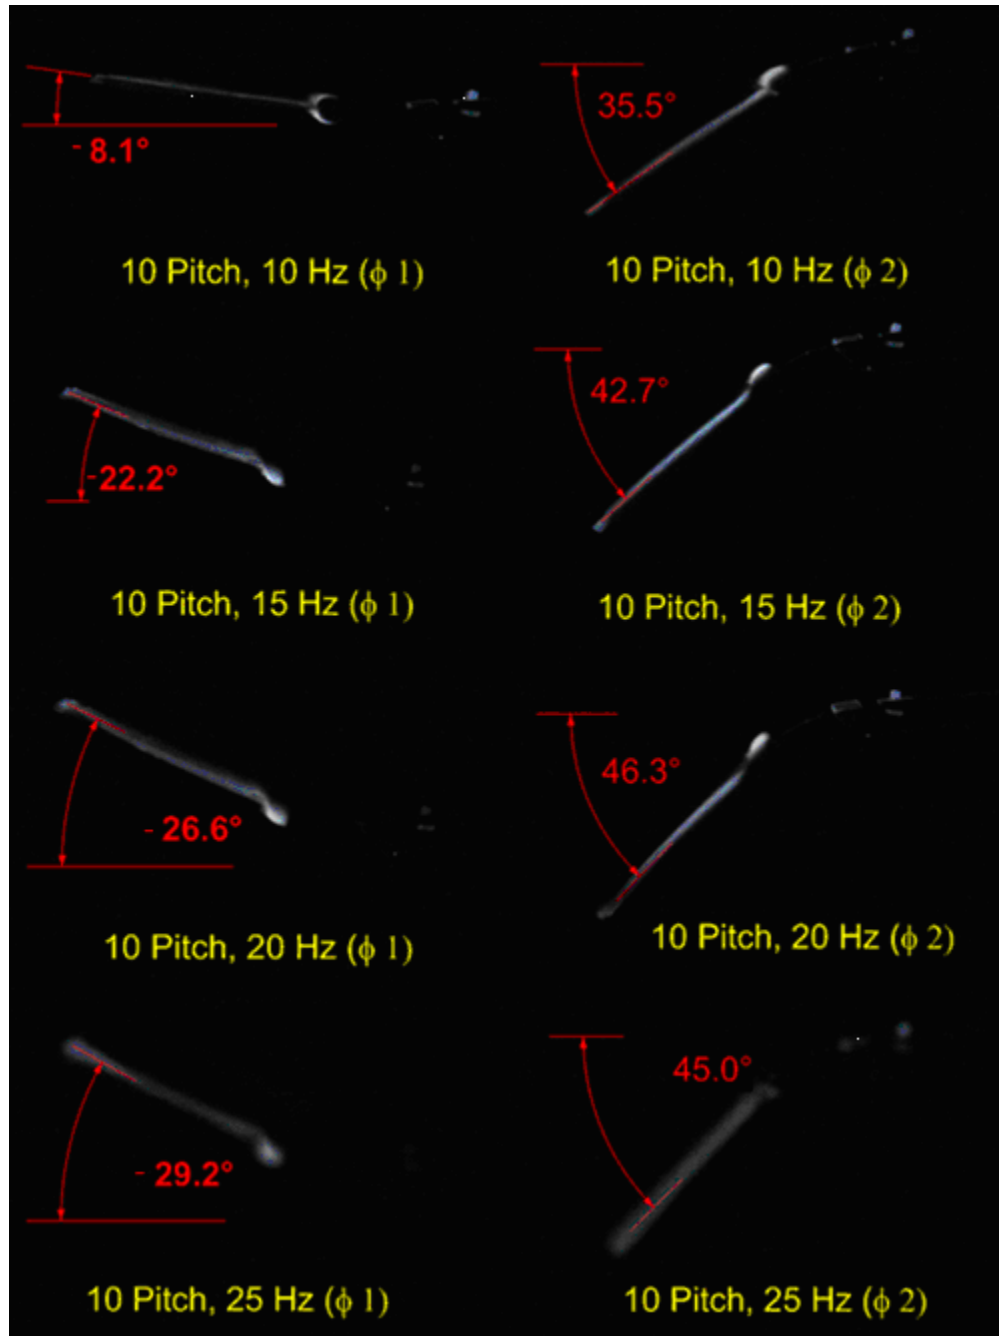 - 8.1°
35.5°
10 Pitch, 10 Hz (ϕ 1)
10 Pitch, 10 Hz (ϕ 2)
-22.2°
42.7°
10 Pitch, 15 Hz (ϕ 1)
10 Pitch, 15 Hz (ϕ 2)
- 26.6°
46.3°
10 Pitch, 20 Hz (ϕ 1)
10 Pitch, 20 Hz (ϕ 2)
- 29.2°
45.0°
10 Pitch, 25 Hz (ϕ 1)
10 Pitch, 25 Hz (ϕ 2)